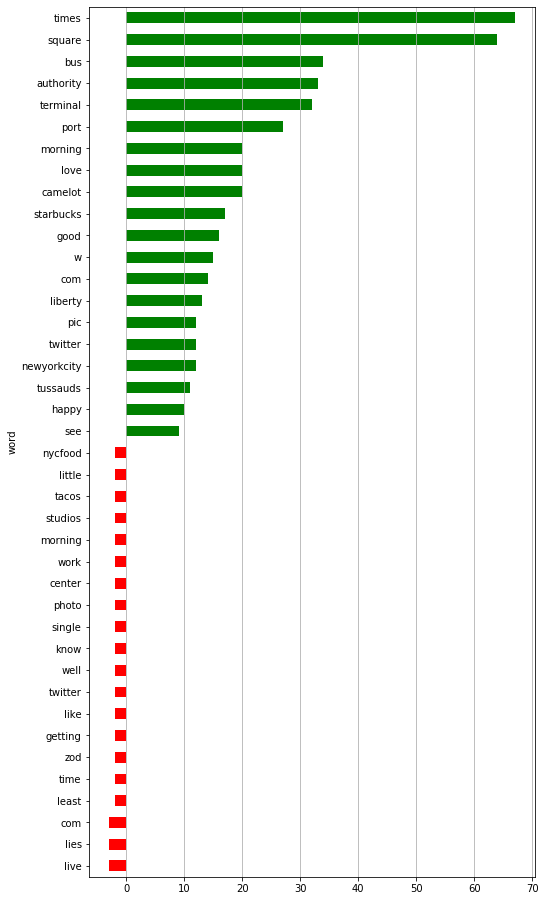 times
square
bus
authority
terminal
port
morning
love
camelot
starbucks
good
w
com
liberty
pic
twitter
newyorkcity
tussauds
happy
see
nycfood
little
tacos
studios
morning
work
center
photo
single
know
well
twitter
like
getting
zod
time
least
com
lies
live
word
0 10 20 30 40 50 60 70